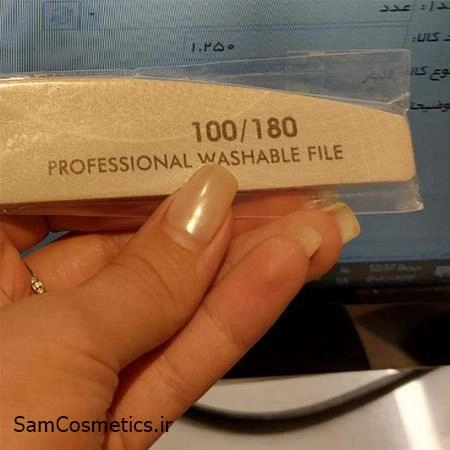 عدد
۱.۲۵۰
100/180
PROFESSIONAL WASHABLE FILE
SamCosmetics.ir